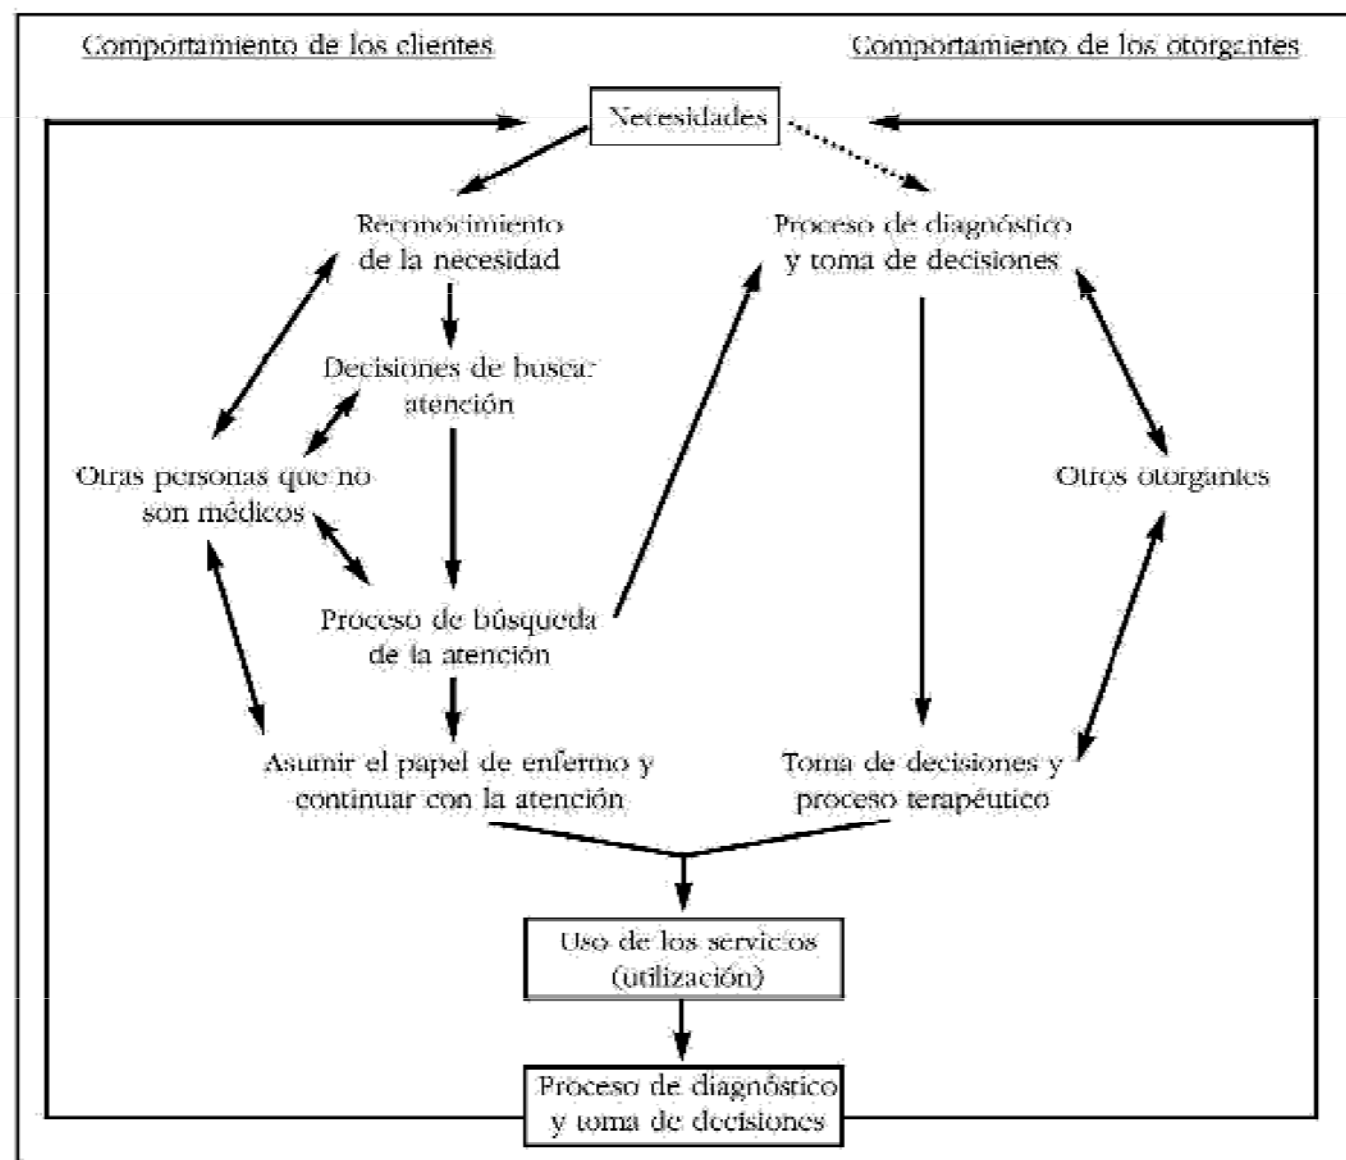 Comportamiento de los clientes
Comportamiento de los otorgantes
Necesidades
Reconocimiento
de la necesidad
Proceso de diagnóstico
y toma de decisiones
Decisiones de buscar
atención
Otras personas que no
son médicos
Otros otorgantes
Proceso de búsqueda
de la atención
Asumir el papel de enfermo y
continuar con la atención
Toma de decisiones y
proceso terapéutico
Uso de los servicios
(utilización)
Proceso de diagnóstico
y toma de decisiones